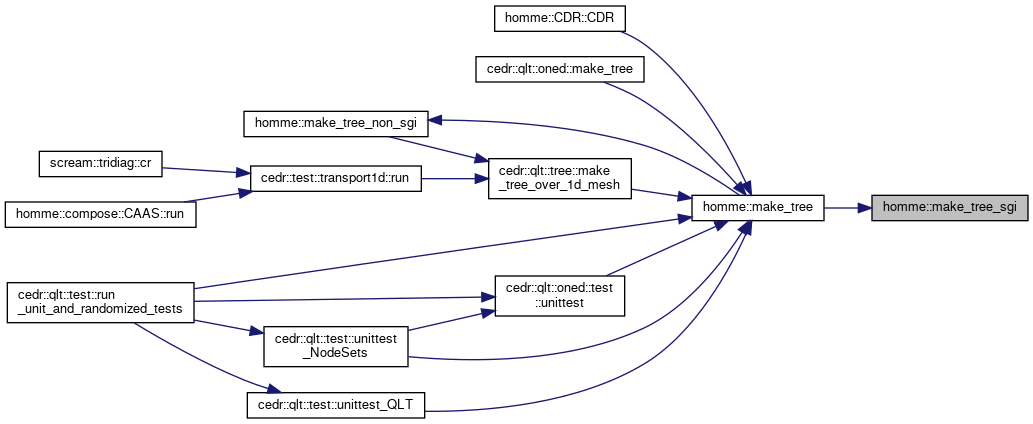 homme::CDR::CDR
cedr::qlt::oned::make_tree
homme::make_tree_non_sgi
scream::tridiag::cr
cedr::test::transport1d::run
cedr::qlt::tree::make
_tree_over_1d_mesh
homme::compose::CAAS::run
homme::make_tree
homme::make_tree_sgi
cedr::qlt::test::run
_unit_and_randomized_tests
cedr::qlt::oned::test
::unittest
cedr::qlt::test::unittest
_NodeSets
cedr::qlt::test::unittest_QLT